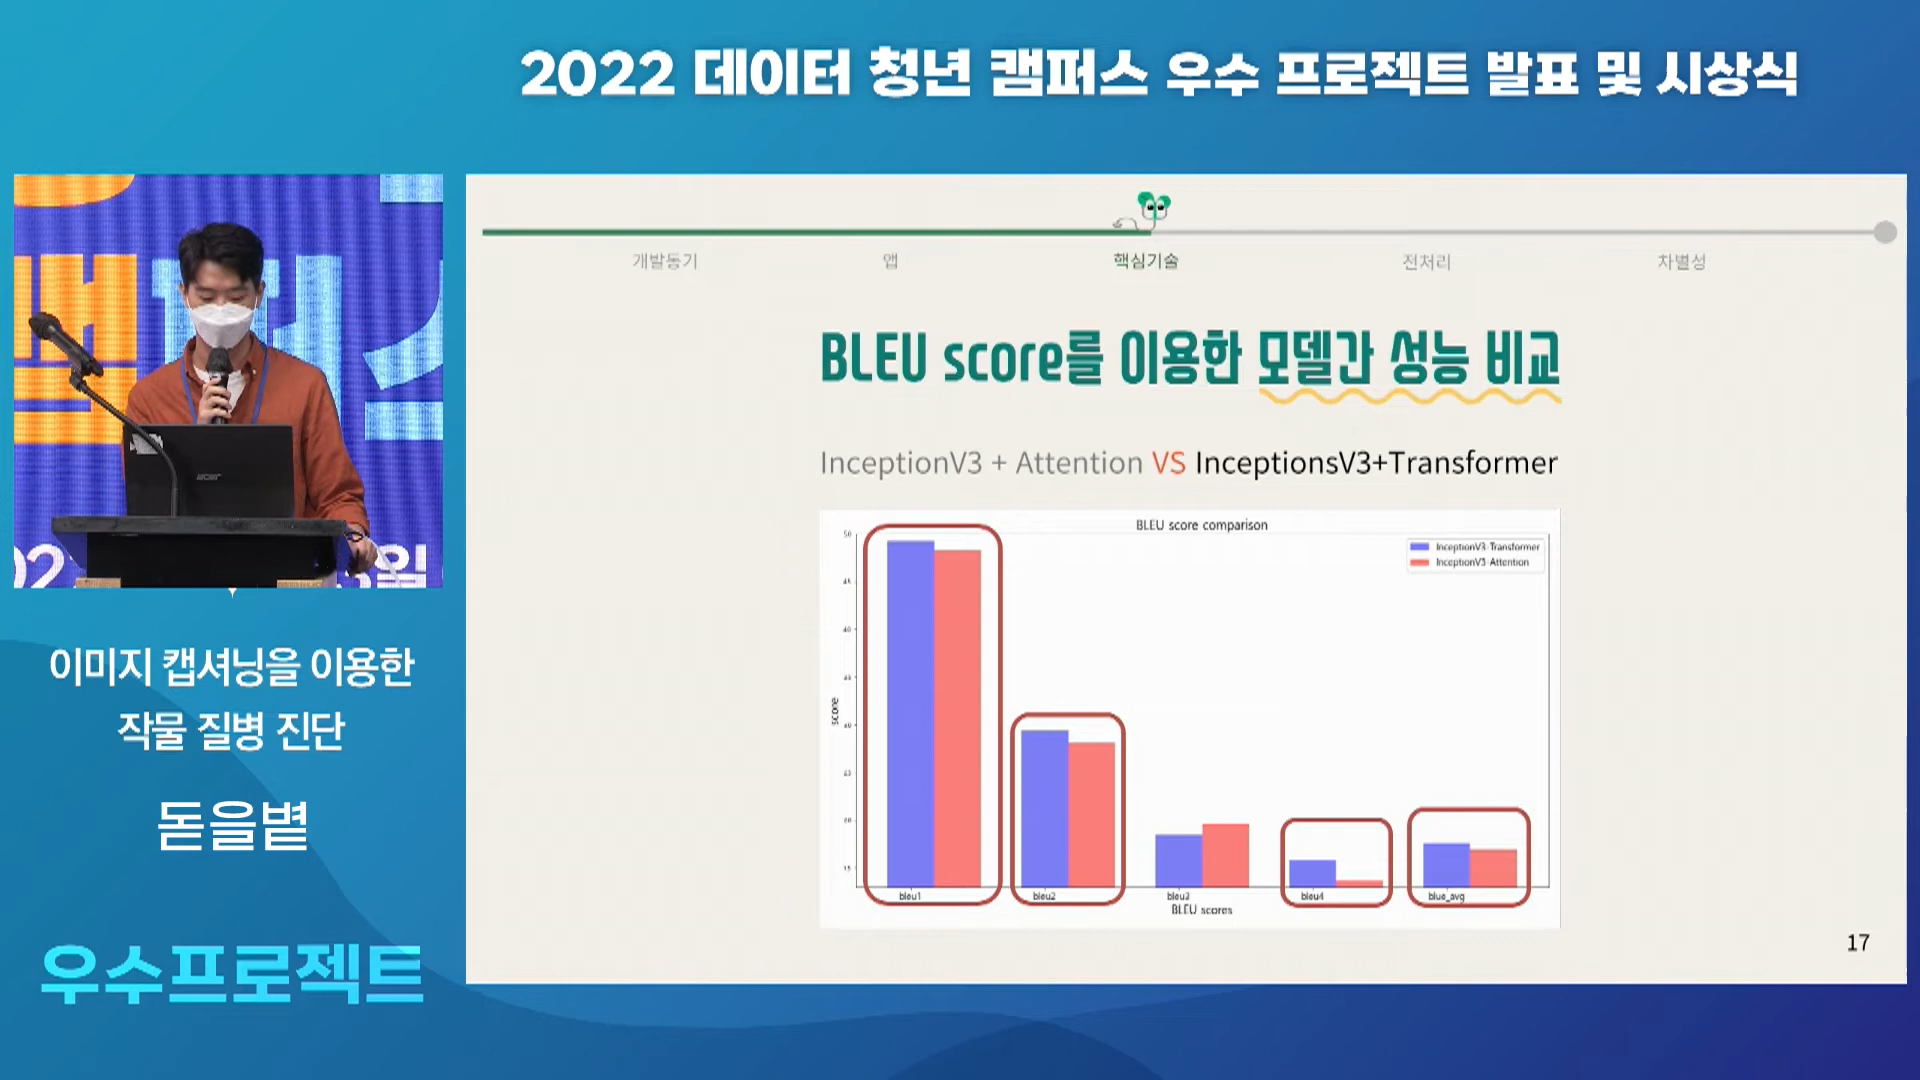 2022 데이터 청년 캠퍼스 우수 프로젝트 발표 및 시상식
개발동기
앱
핵심기술
전처리
차별성
BLEU score를 이용한 모델간 성능 비교
InceptionV3 + Attention VS InceptionsV3+Transformer
BLEU score comparison
InceptionV3-Transformer
InceptionV3-Attention
score
bleu1
bleu2
bleu3
bleu4
blue_avg
BLEU scores
17
acer
이미지 캡셔닝을 이용한
작물 질병 진단
돋을볕
우수프로젝트